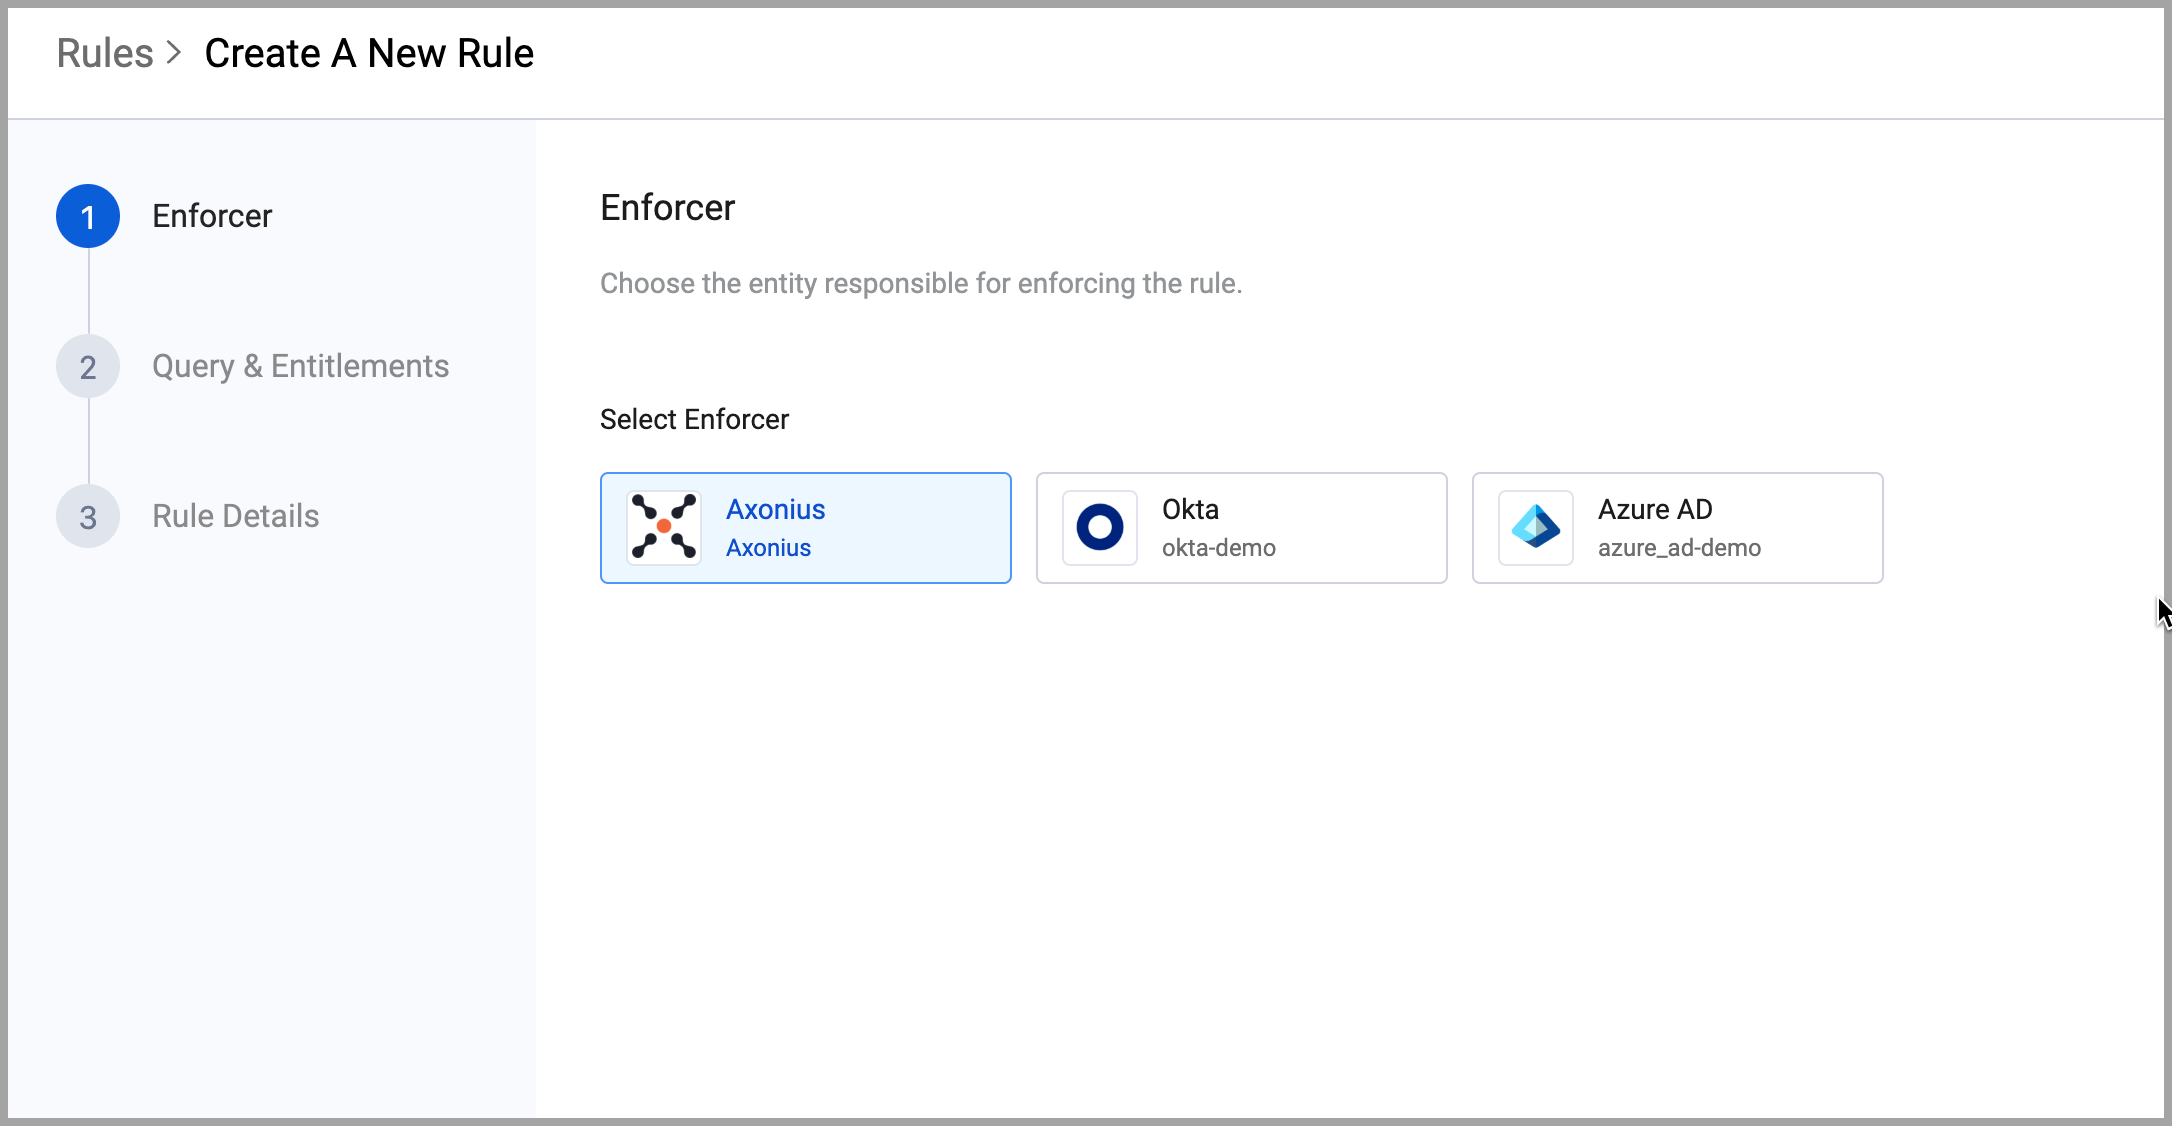 Rules > Create A New Rule
1 Enforcer
2 Query & Entitlements
3 Rule Details
Enforcer
Choose the entity responsible for enforcing the rule.
Select Enforcer
Axonius
Axonius
Okta
okta-demo
Azure AD
azure_ad-demo